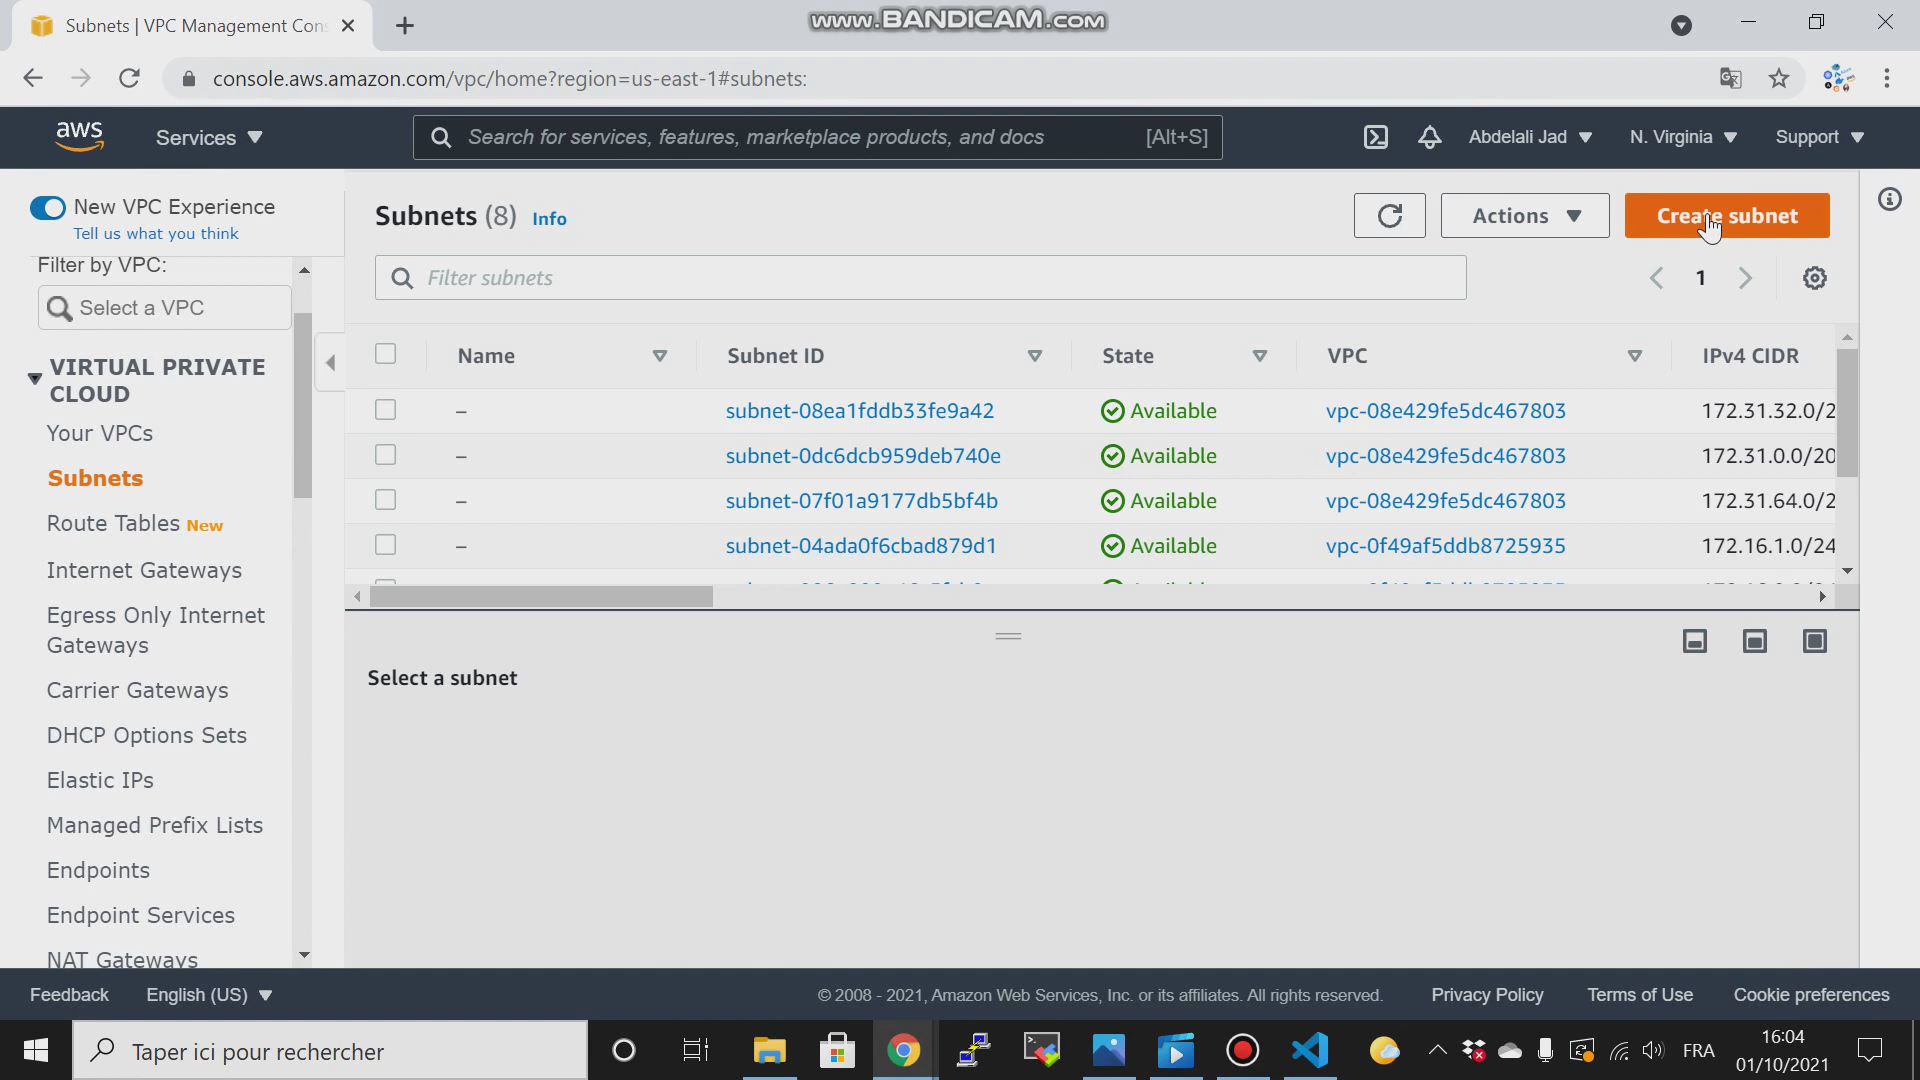 Subnets | VPC Management Con
www.BANDICAM.com
console.aws.amazon.com/vpc/home?region=us-east-1#subnets:
aws
Services
Search for services, features, marketplace products, and docs
[Alt+S]
Abdelali Jad
N. Virginia
Support
New VPC Experience
Tell us what you think
Filter by VPC:
Select a VPC
VIRTUAL PRIVATE
CLOUD
Your VPCs
Subnets
Route Tables New
Internet Gateways
Egress Only Internet
Gateways
Carrier Gateways
DHCP Options Sets
Elastic IPs
Managed Prefix Lists
Endpoints
Endpoint Services
NAT Gateways
Subnets (8) Info
Actions
Create subnet
Filter subnets
1
Name Subnet ID State VPC IPv4 CIDR
– subnet-08ea1fddb33fe9a42 Available vpc-08e429fe5dc467803 172.31.32.0/2
– subnet-0dc6dcb959deb740e Available vpc-08e429fe5dc467803 172.31.0.0/20
– subnet-07f01a9177db5bf4b Available vpc-08e429fe5dc467803 172.31.64.0/2
– subnet-04ada0f6cbad879d1 Available vpc-0f49af5ddb8725935 172.16.1.0/24
Select a subnet
Feedback
English (US)
© 2008 - 2021, Amazon Web Services, Inc. or its affiliates. All rights reserved.
Privacy Policy
Terms of Use
Cookie preferences
Taper ici pour rechercher
FRA
16:04
01/10/2021